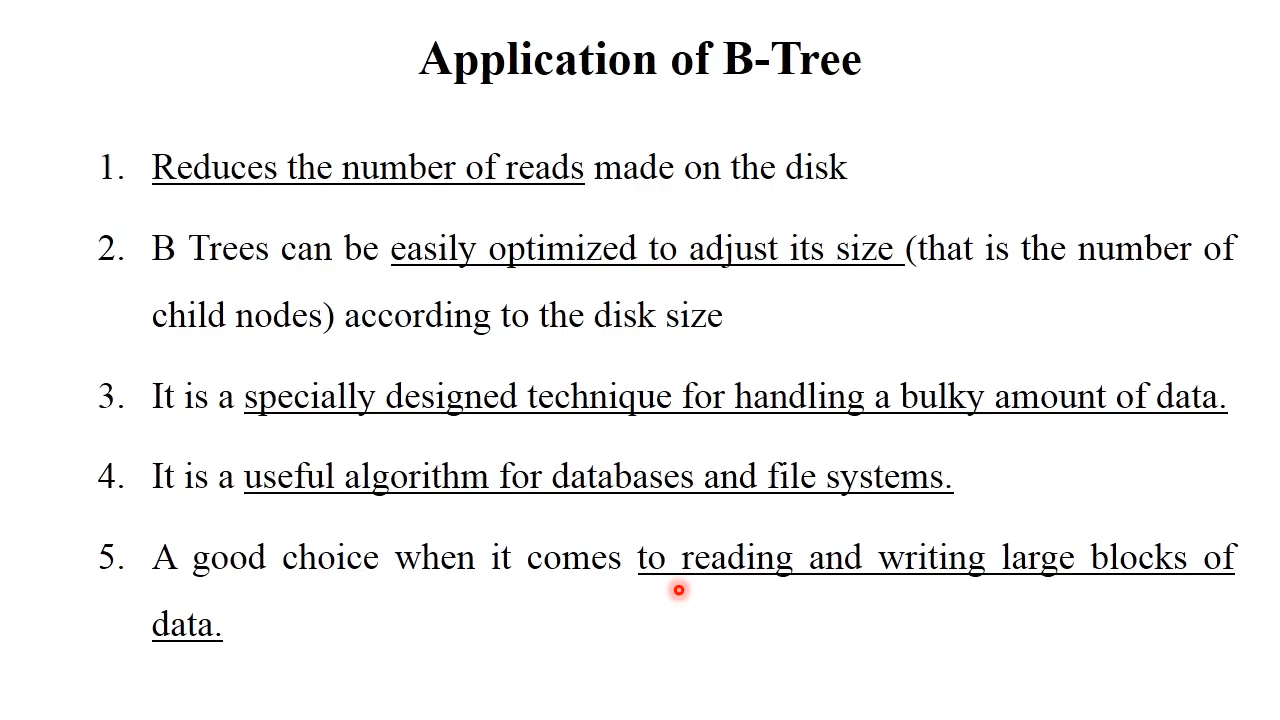 Application of B-Tree
1. Reduces the number of reads made on the disk
2. B Trees can be easily optimized to adjust its size (that is the number of
child nodes) according to the disk size
3. It is a specially designed technique for handling a bulky amount of data.
4. It is a useful algorithm for databases and file systems.
5. A good choice when it comes to reading and writing large blocks of
data.